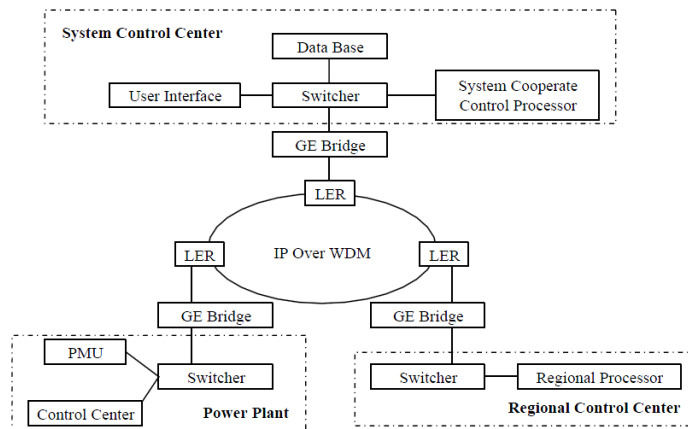 System Control Center
Data Base
User Interface
Switcher
System Cooperate
Control Processor
GE Bridge
LER
LER
IP Over WDM
LER
GE Bridge
GE Bridge
PMU
Switcher
Control Center
Power Plant
Switcher
Regional Processor
Regional Control Center